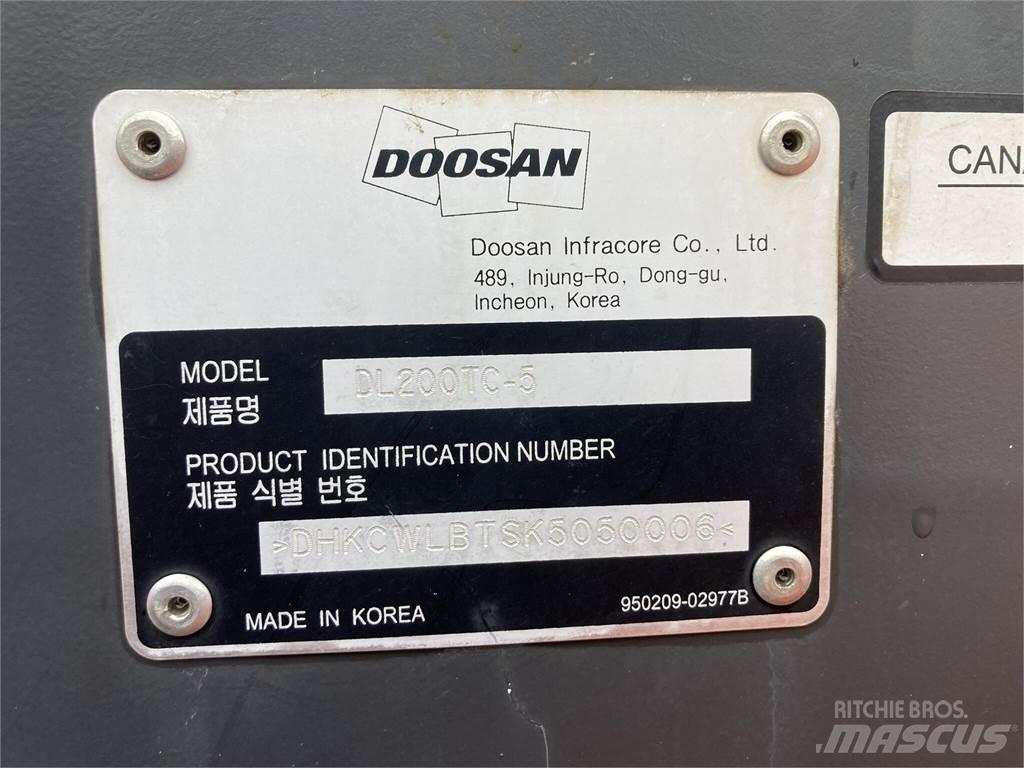 DOOSAN
Doosan Infracore Co., Ltd.
489, Injung-Ro, Dong-gu,
Incheon, Korea
MODEL DL200TC-5
제품명
PRODUCT IDENTIFICATION NUMBER
제품 식별 번호
>DHKCWLBTSK5050006<
MADE IN KOREA 950209-02977B
RITCHIE BROS.
MASCUS